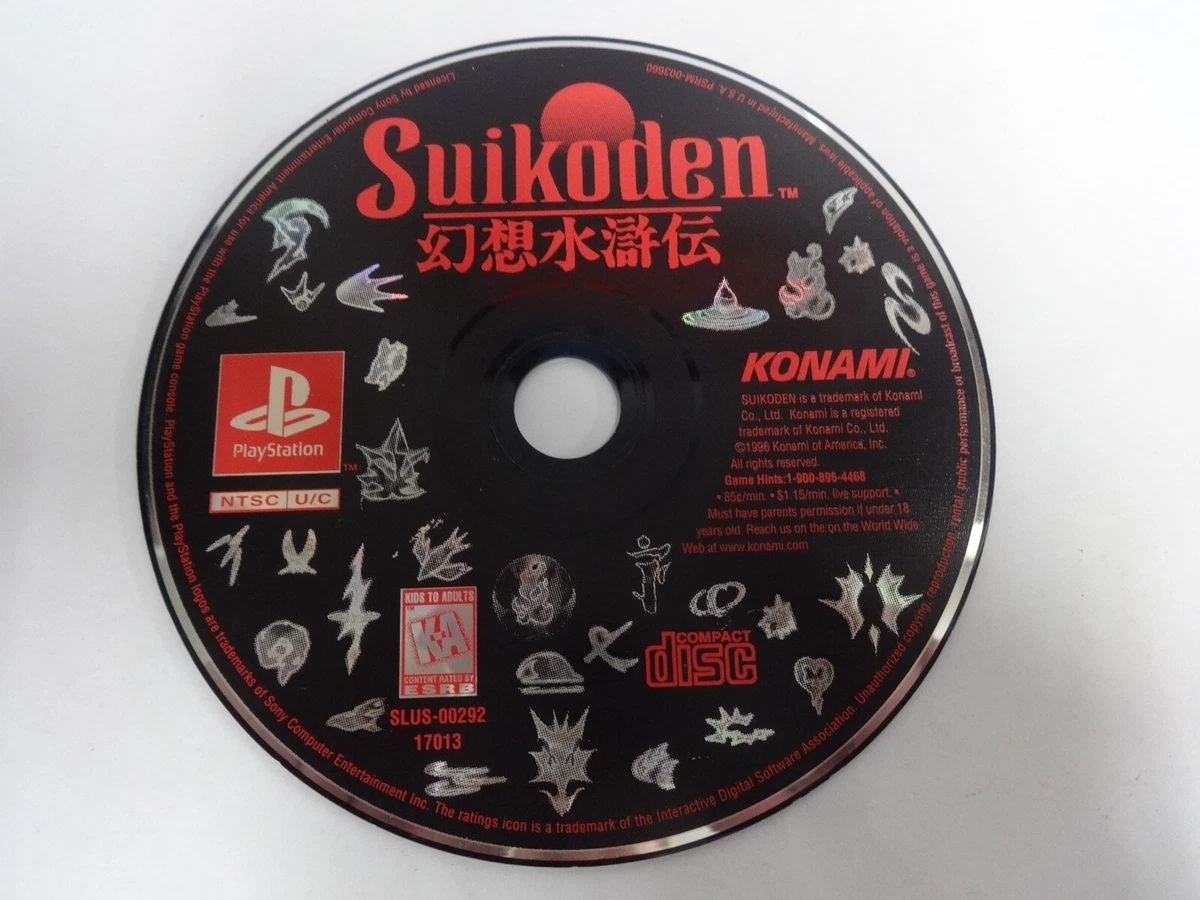 Suikoden™
幻想水滸伝
KONAMI®
SUIKODEN is a trademark of Konami
Co., Ltd. Konami is a registered
trademark of Konami Co., Ltd.
©1996 Konami of America, Inc.
All rights reserved.
Game Hints:1-900-896-4468
• 85¢/min. • $1.15/min. live support. •
Must have parents permission if under 18
years old. Reach us on the on the World Wide
Web at www.konami.com
PlayStation™
NTSC U/C
KIDS TO ADULTS
™
KA
CONTENT RATED BY
ESRB
SLUS-00292
17013
COMPACT
disc
Licensed by Sony Computer Entertainment America for use with the PlayStation game console. PlayStation and the PlayStation logos are trademarks of Sony Computer Entertainment Inc. The ratings icon is a trademark of the Interactive Digital Software Association. Unauthorized copying, reproduction, rental, public performance or broadcast of this game is a violation of applicable laws. Manufactured in U.S.A. PSRM-003660